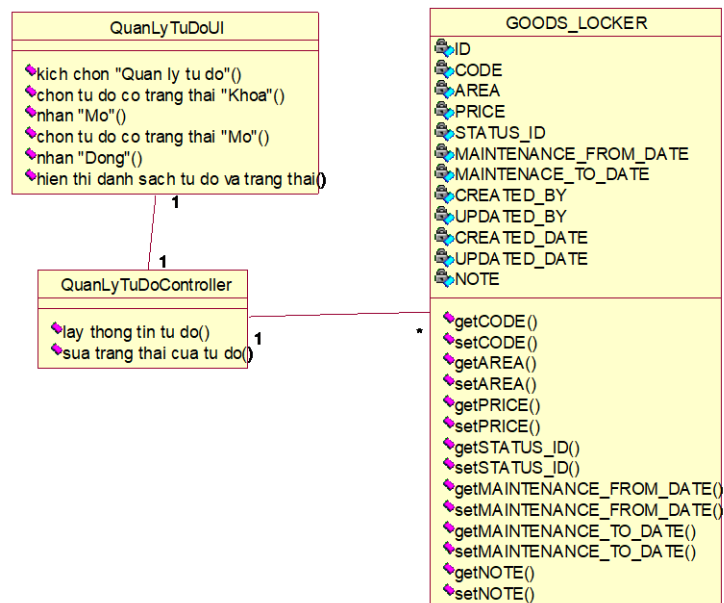 QuanLyTuDoUI
kich chon "Quan ly tu do"()
chon tu do co trang thai "Khoa"()
nhan "Mo"()
chon tu do co trang thai "Mo"()
nhan "Dong"()
hien thi danh sach tu do va trang thai()
1
1
QuanLyTuDoController
lay thong tin tu do()
sua trang thai cua tu do()
1
*
GOODS_LOCKER
ID
CODE
AREA
PRICE
STATUS_ID
MAINTENANCE_FROM_DATE
MAINTENACE_TO_DATE
CREATED_BY
UPDATED_BY
CREATED_DATE
UPDATED_DATE
NOTE
getCODE()
setCODE()
getAREA()
setAREA()
getPRICE()
setPRICE()
getSTATUS_ID()
setSTATUS_ID()
getMAINTENANCE_FROM_DATE()
setMAINTENANCE_FROM_DATE()
getMAINTENANCE_TO_DATE()
setMAINTENANCE_TO_DATE()
getNOTE()
setNOTE()